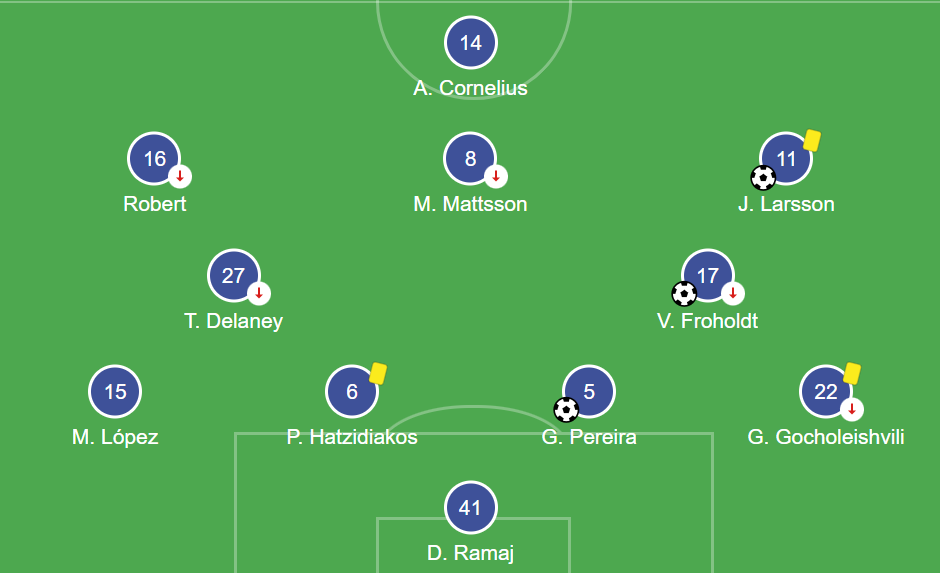 14
A. Cornelius
16
8
11
Robert
M. Mattsson
J. Larsson
27
17
T. Delaney
V. Froholdt
15
6
5
22
M. López
P. Hatzidiakos
G. Pereira
G. Gocholeishvili
41
D. Ramaj